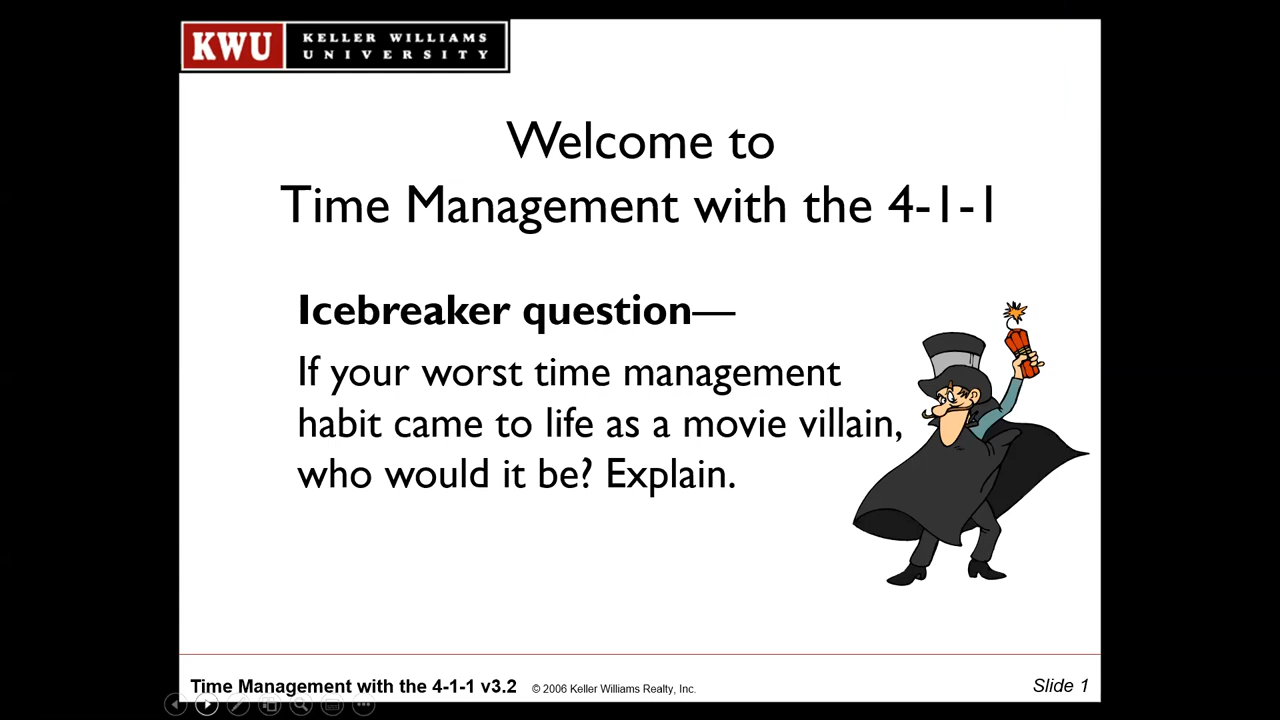 KWU
KELLER WILLIAMS
UNIVERSITY
Welcome to
Time Management with the 4-1-1
Icebreaker question—
If your worst time management
habit came to life as a movie villain,
who would it be? Explain.
Time Management with the 4-1-1 v3.2 © 2006 Keller Williams Realty, Inc. Slide 1